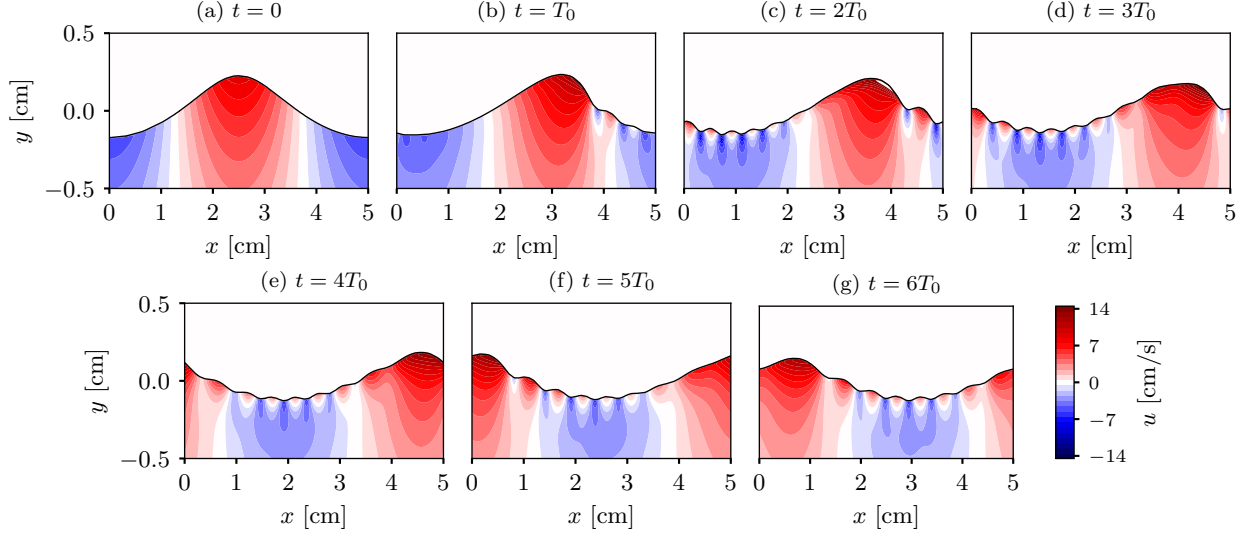 (a) t = 0
(b) t = T₀
(c) t = 2T₀
(d) t = 3T₀
0.5
0.0
−0.5
y [cm]
0 1 2 3 4 5
0 1 2 3 4 5
0 1 2 3 4 5
0 1 2 3 4 5
x [cm]
x [cm]
x [cm]
x [cm]
(e) t = 4T₀
(f) t = 5T₀
(g) t = 6T₀
0.5
0.0
−0.5
y [cm]
0 1 2 3 4 5
0 1 2 3 4 5
0 1 2 3 4 5
x [cm]
x [cm]
x [cm]
14
7
0
−7
−14
u [cm/s]